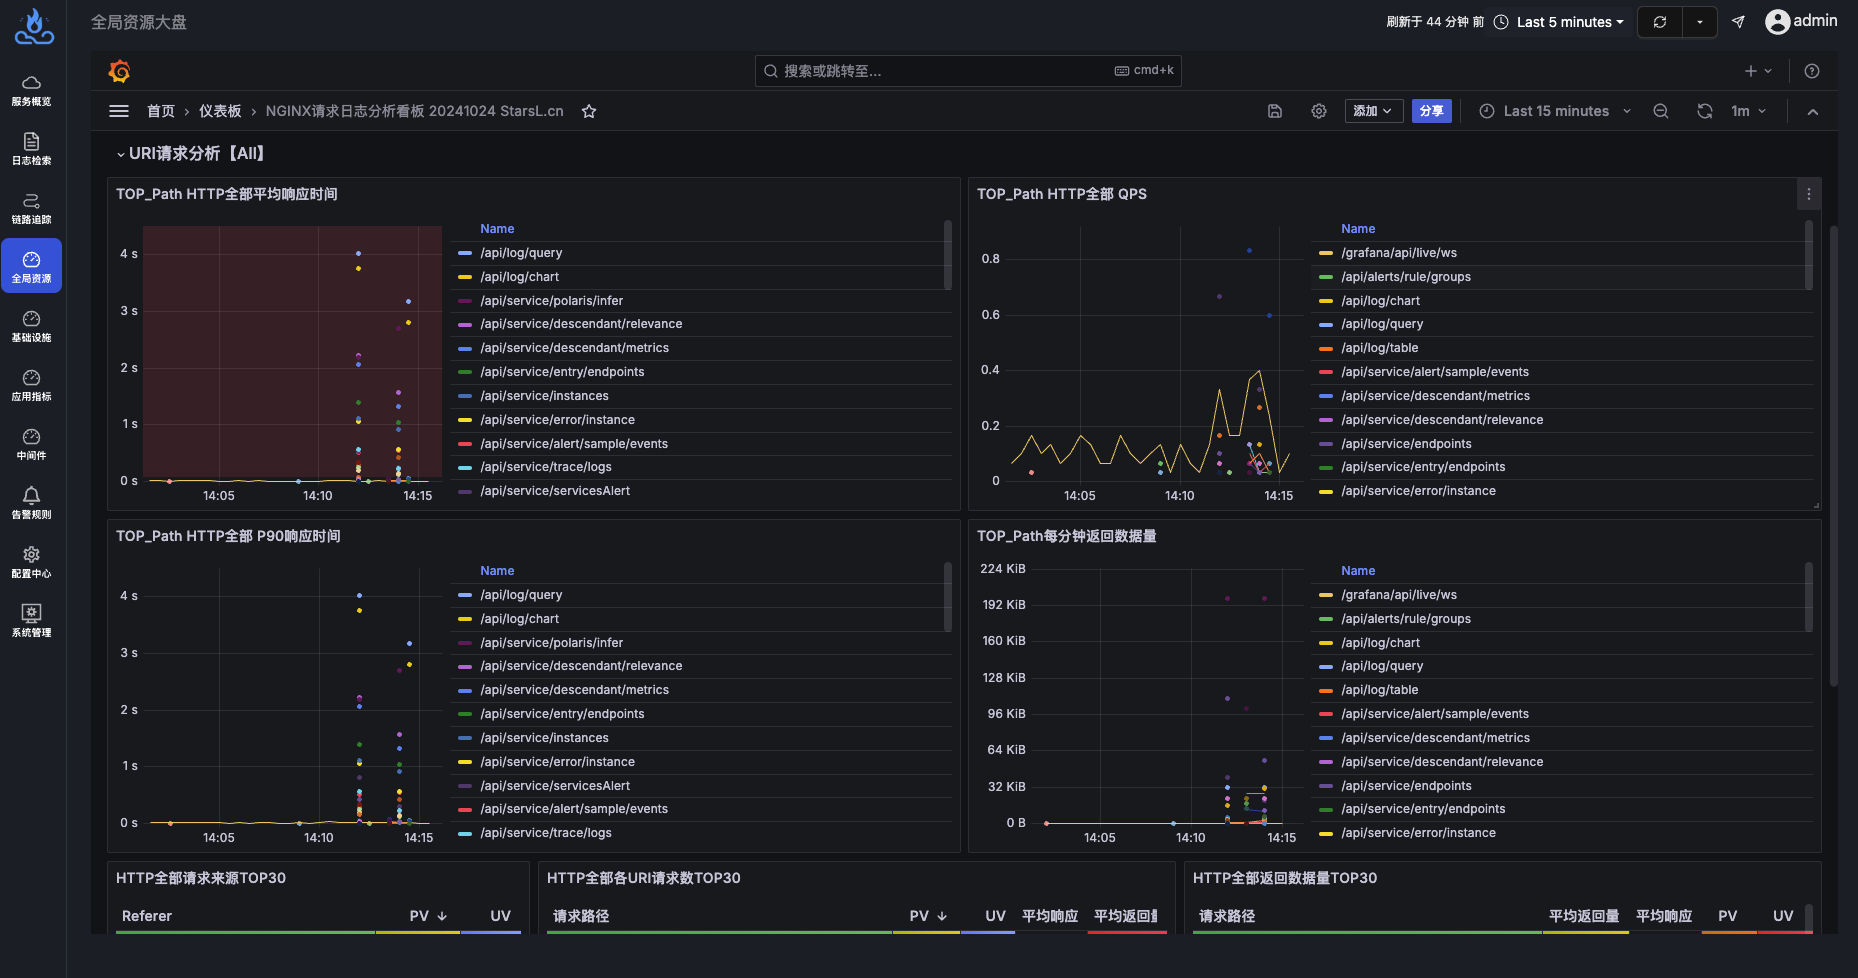 全局资源大盘
刷新于 44 分钟 前
Last 5 minutes
admin
服务概览
日志检索
链路追踪
全局资源
基础设施
应用指标
中间件
告警规则
配置中心
系统管理
搜索或跳转至...
cmd+k
首页 › 仪表板 › NGINX请求日志分析看板 20241024 StarsL.cn
添加
分享
Last 15 minutes
1m
URI请求分析【All】
TOP_Path HTTP全部平均响应时间
4 s
3 s
2 s
1 s
0 s
14:05
14:10
14:15
Name
/api/log/query
/api/log/chart
/api/service/polaris/infer
/api/service/descendant/relevance
/api/service/descendant/metrics
/api/service/entry/endpoints
/api/service/instances
/api/service/error/instance
/api/service/alert/sample/events
/api/service/trace/logs
/api/service/servicesAlert
TOP_Path HTTP全部 QPS
0.8
0.6
0.4
0.2
0
14:05
14:10
14:15
Name
/grafana/api/live/ws
/api/alerts/rule/groups
/api/log/chart
/api/log/query
/api/log/table
/api/service/alert/sample/events
/api/service/descendant/metrics
/api/service/descendant/relevance
/api/service/endpoints
/api/service/entry/endpoints
/api/service/error/instance
TOP_Path HTTP全部 P90响应时间
4 s
3 s
2 s
1 s
0 s
14:05
14:10
14:15
Name
/api/log/query
/api/log/chart
/api/service/polaris/infer
/api/service/descendant/relevance
/api/service/descendant/metrics
/api/service/entry/endpoints
/api/service/instances
/api/service/error/instance
/api/service/servicesAlert
/api/service/alert/sample/events
/api/service/trace/logs
TOP_Path每分钟返回数据量
224 KiB
192 KiB
160 KiB
128 KiB
96 KiB
64 KiB
32 KiB
0 B
14:05
14:10
14:15
Name
/grafana/api/live/ws
/api/alerts/rule/groups
/api/log/chart
/api/log/query
/api/log/table
/api/service/alert/sample/events
/api/service/descendant/metrics
/api/service/descendant/relevance
/api/service/endpoints
/api/service/entry/endpoints
/api/service/error/instance
HTTP全部请求来源TOP30
Referer PV ↓ UV
HTTP全部各URI请求数TOP30
请求路径 PV ↓ UV 平均响应 平均返回量
HTTP全部返回数据量TOP30
请求路径 平均返回量 平均响应 PV UV